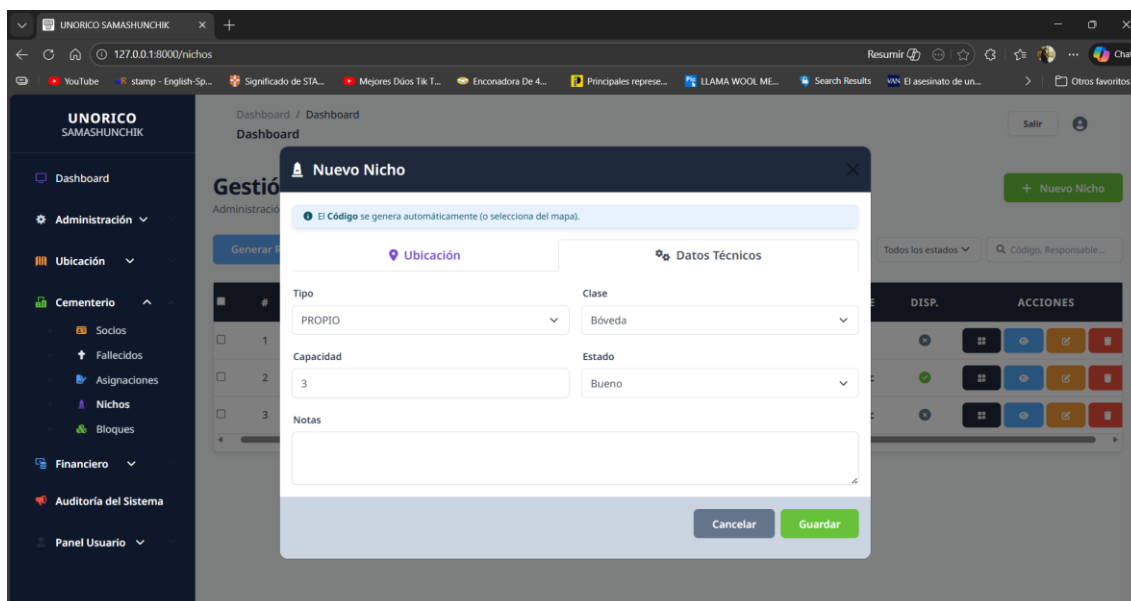 UNORICO SAMASHUNCHIK
127.0.0.1:8000/nichos
Resumir
Chat
YouTube
stamp - English-Sp...
Significado de STA...
Mejores Dúos Tik T...
Enconadora De 4...
Principales represe...
LLAMA WOOL ME...
Search Results
El asesinato de un...
Otros favoritos
UNORICO
SAMASHUNCHIK
Dashboard / Dashboard
Dashboard
Salir
Dashboard
Administración
Ubicación
Cementerio
Socios
Fallecidos
Asignaciones
Nichos
Bloques
Financiero
Auditoría del Sistema
Panel Usuario
Gestió
Administració
+ Nuevo Nicho
Generar R
Todos los estados
Código, Responsable...
# DISP. ACCIONES
1
2
3
Nuevo Nicho
El Código se genera automáticamente (o selecciona del mapa).
Ubicación
Datos Técnicos
Tipo Clase
PROPIO Bóveda
Capacidad Estado
3 Bueno
Notas
Cancelar Guardar